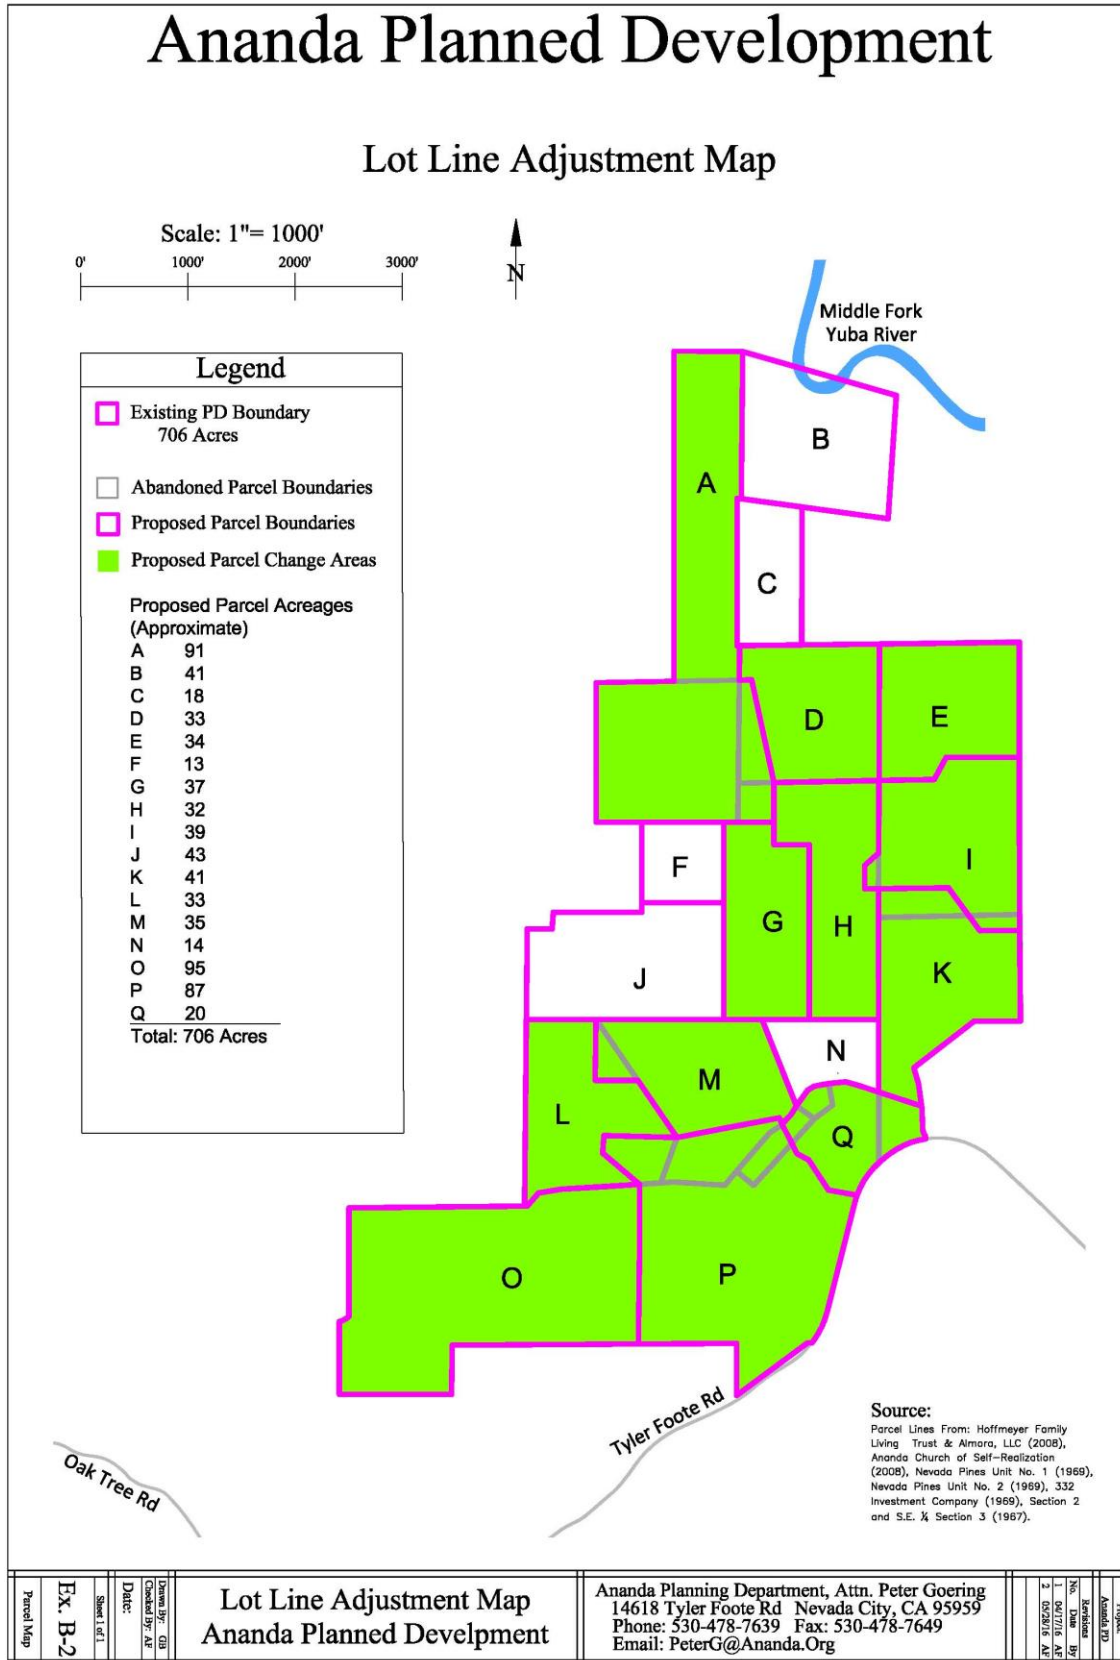 Ananda Planned Development
Lot Line Adjustment Map
Scale: 1"= 1000'
0' 1000' 2000' 3000'
N
Middle Fork
Yuba River
Legend
Existing PD Boundary
706 Acres
Abandoned Parcel Boundaries
Proposed Parcel Boundaries
Proposed Parcel Change Areas
Proposed Parcel Acreages
(Approximate)
A 91
B 41
C 18
D 33
E 34
F 13
G 37
H 32
I 39
J 43
K 41
L 33
M 35
N 14
O 95
P 87
Q 20
Total: 706 Acres
B
A
C
D
E
F
I
G
H
J
K
N
M
L
Q
O
P
Tyler Foote Rd
Oak Tree Rd
Source:
Parcel Lines From: Hoffmeyer Family
Living Trust & Almora, LLC (2008),
Ananda Church of Self-Realization
(2008), Nevada Pines Unit No. 1 (1969),
Nevada Pines Unit No. 2 (1969), 332
Investment Company (1969), Section 2
and S.E. ¼ Section 3 (1967).
Parcel Map
Ex. B-2
Sheet 1 of 1
Date:
Drawn By: GB
Checked By: AF
Lot Line Adjustment Map
Ananda Planned Develpment
Ananda Planning Department, Attn. Peter Goering
14618 Tyler Foote Rd Nevada City, CA 95959
Phone: 530-478-7639 Fax: 530-478-7649
Email: PeterG@Ananda.Org
Revisions
No. Date By
1 04/17/16 AF
2 05/28/16 AF
Ananda PD